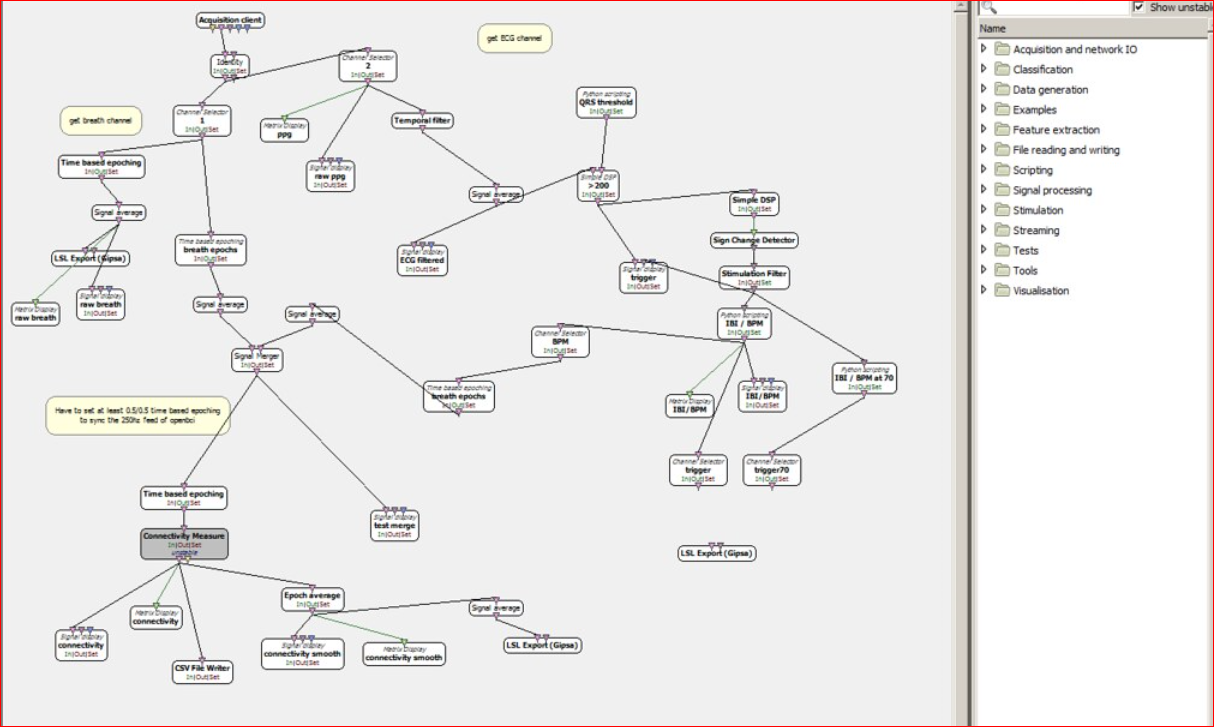 Acquisition client
Identity
In|Out|Set
get ECG channel
Channel Selector
2
In|Out|Set
Channel Selector
1
In|Out|Set
get breath channel
Matrix Display
ppg
Temporal filter
Python scripting
QRS threshold
In|Out|Set
Time based epoching
In|Out|Set
Signal display
raw ppg
In|Out|Set
Signal average
Simple DSP
>200
In|Out|Set
Simple DSP
In|Out|Set
Signal average
Sign Change Detector
LSL Export (Gipsa)
Time based epoching
breath epochs
In|Out|Set
Signal display
ECG filtered
In|Out|Set
Signal display
trigger
In|Out|Set
Stimulation Filter
In|Out|Set
Matrix Display
raw breath
Signal display
raw breath
In|Out|Set
Signal average
Signal average
Python scripting
IBI / BPM
In|Out|Set
Channel Selector
BPM
In|Out|Set
Signal Merger
In|Out|Set
Python scripting
IBI / BPM at 70
In|Out|Set
Time based epoching
breath epochs
In|Out|Set
Matrix Display
IBI/BPM
Signal display
IBI/BPM
In|Out|Set
Have to set at least 0.5/0.5 time based epoching
to sync the 250hs feed of openbci
Channel Selector
trigger
In|Out|Set
Channel Selector
trigger70
In|Out|Set
Time based epoching
In|Out|Set
Signal display
test merge
In|Out|Set
Connectivity Measure
In|Out|Set
unstable
LSL Export (Gipsa)
Epoch average
In|Out|Set
Signal average
Matrix Display
connectivity
Signal display
connectivity
In|Out|Set
Signal display
connectivity smooth
In|Out|Set
Matrix Display
connectivity smooth
LSL Export (Gipsa)
CSV File Writer
In|Out|Set
Show unstabl
Name
Acquisition and network IO
Classification
Data generation
Examples
Feature extraction
File reading and writing
Scripting
Signal processing
Stimulation
Streaming
Tests
Tools
Visualisation